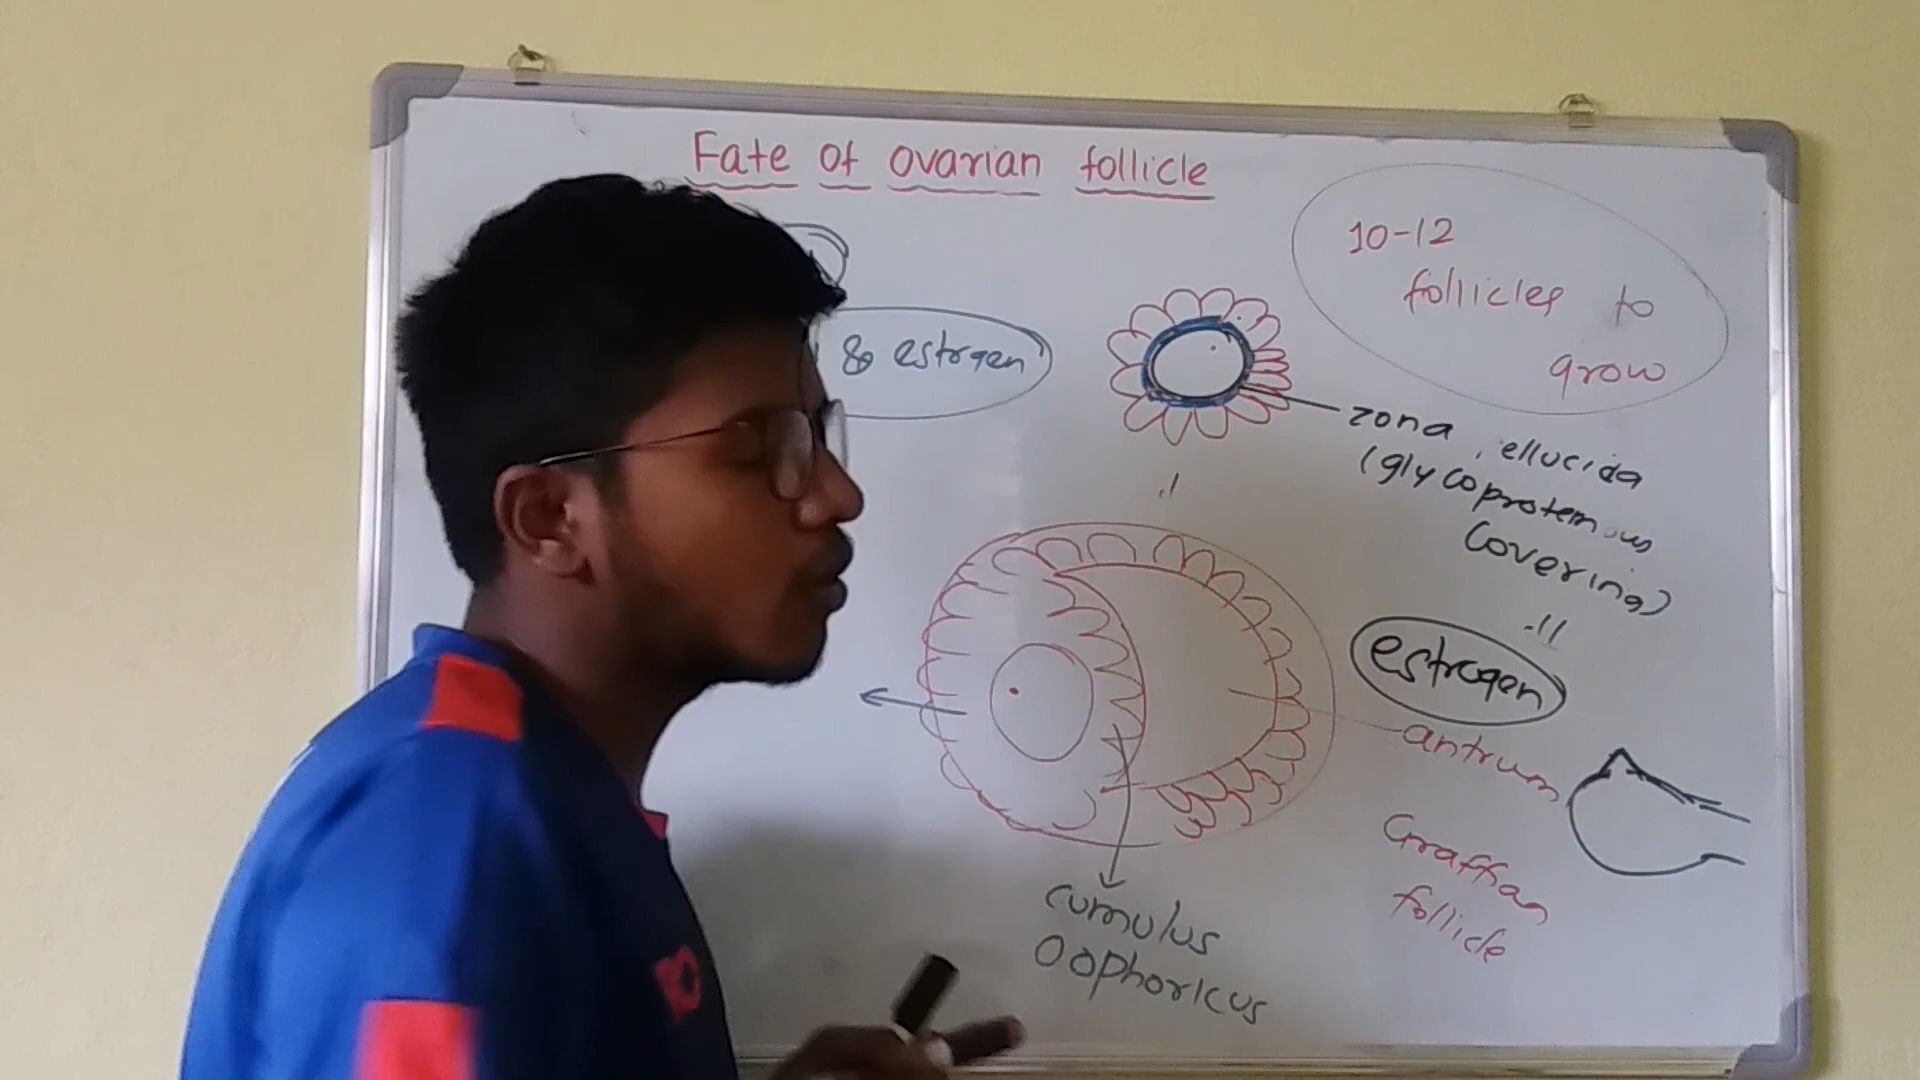 Fate of ovarian follicle
10-12
follicles to
grow
& estrogen
zona ellucida
(glycoproteinous
covering)
estrogen
antrum
Graffian
follicle
cumulus
oophoricus